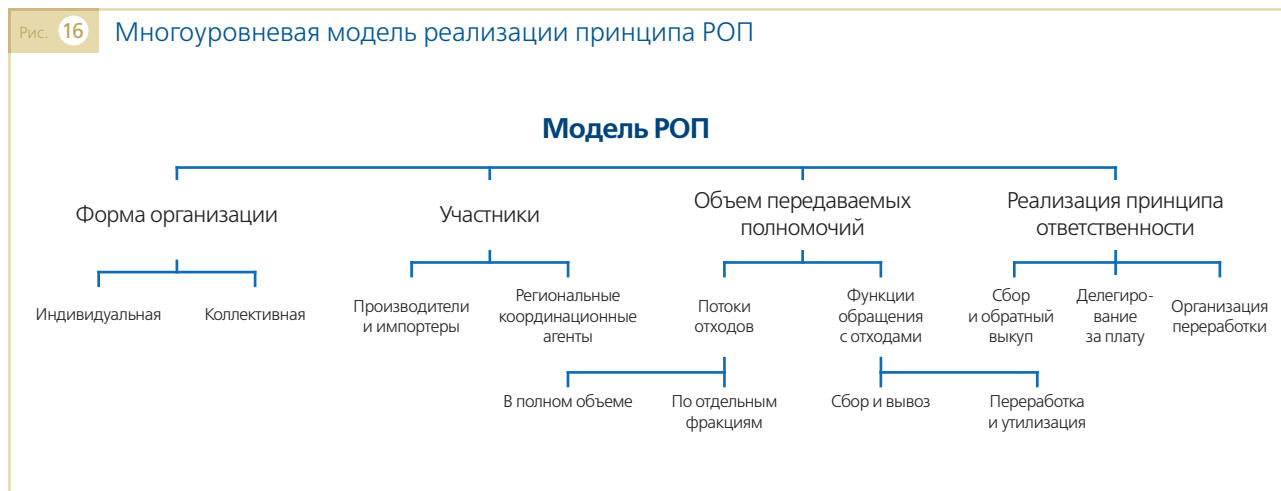 Рис. 16 Многоуровневая модель реализации принципа РОП
Модель РОП
Форма организации
Участники
Объем передаваемых
полномочий
Реализация принципа
ответственности
Индивидуальная
Коллективная
Производители
и импортеры
Региональные
координационные
агенты
Потоки
отходов
Функции
обращения
с отходами
Сбор
и обратный
выкуп
Делегиро-
вание
за плату
Организация
переработки
В полном объеме
По отдельным
фракциям
Сбор и вывоз
Переработка
и утилизация